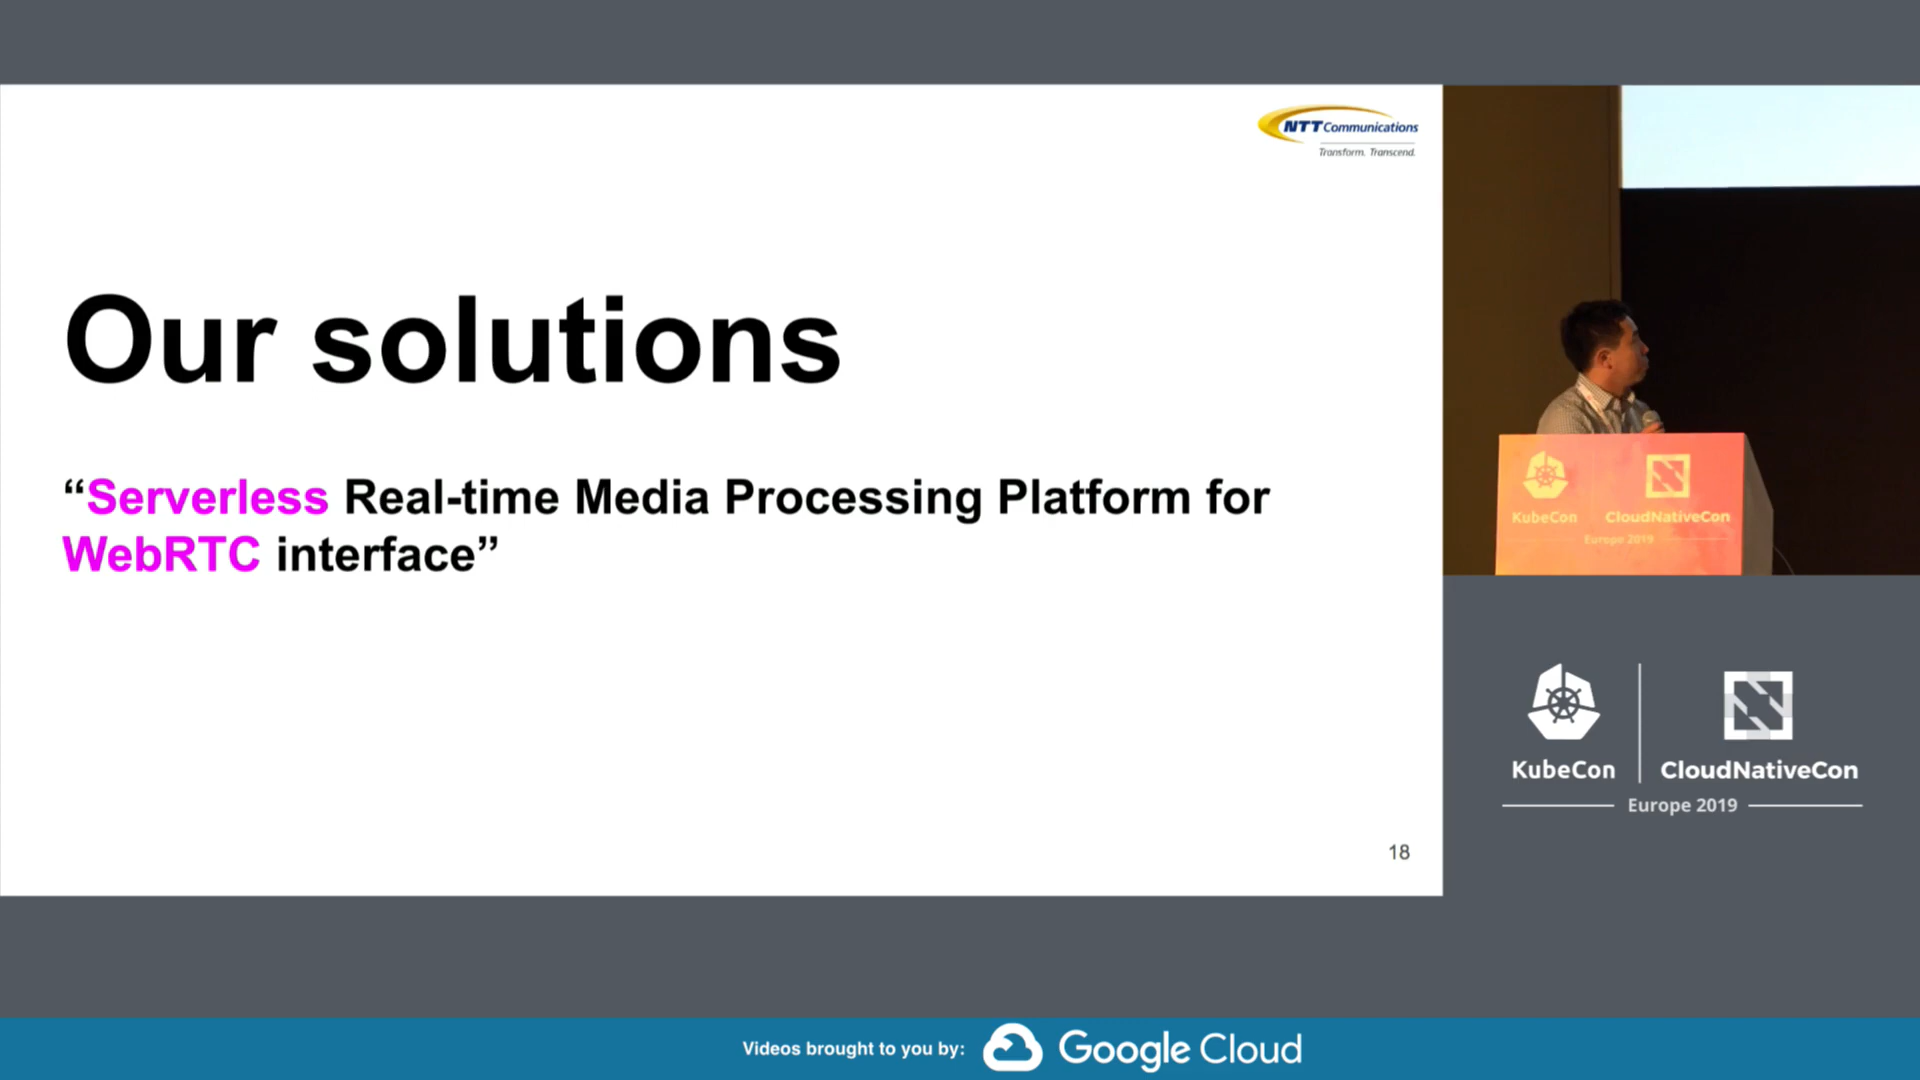 NTT Communications
Transform. Transcend.
Our solutions
“Serverless Real-time Media Processing Platform for
WebRTC interface”
18
KubeCon
CloudNativeCon
Europe 2019
KubeCon
CloudNativeCon
Europe 2019
Videos brought to you by:
Google Cloud